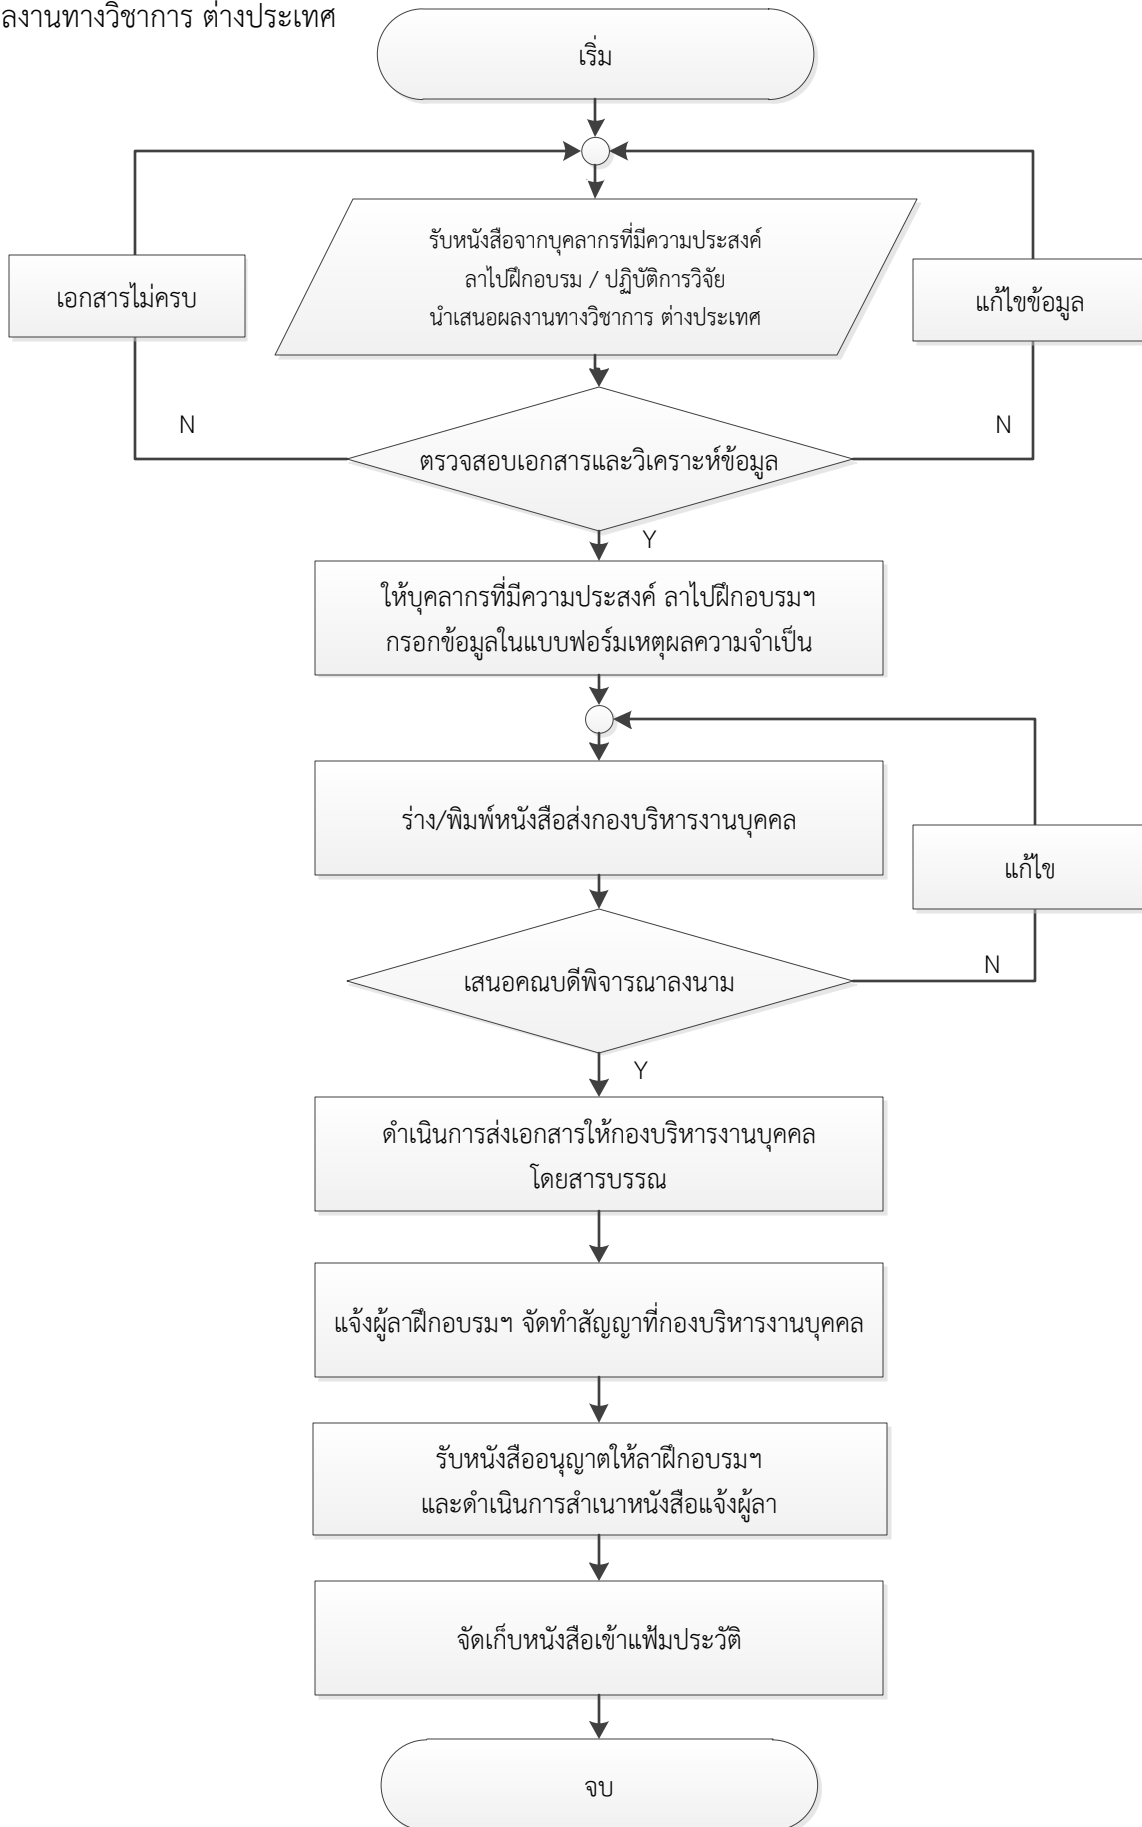 ลงานทางวิชาการ ต่างประเทศ
เริ่ม
รับหนังสือจากบุคลากรที่มีความประสงค์
ลาไปฝึกอบรม / ปฏิบัติการวิจัย
นำเสนอผลงานทางวิชาการ ต่างประเทศ
เอกสารไม่ครบ
แก้ไขข้อมูล
N
N
ตรวจสอบเอกสารและวิเคราะห์ข้อมูล
Y
ให้บุคลากรที่มีความประสงค์ ลาไปฝึกอบรมฯ
กรอกข้อมูลในแบบฟอร์มเหตุผลความจำเป็น
ร่าง/พิมพ์หนังสือส่งกองบริหารงานบุคคล
แก้ไข
N
เสนอคณบดีพิจารณาลงนาม
Y
ดำเนินการส่งเอกสารให้กองบริหารงานบุคคล
โดยสารบรรณ
แจ้งผู้ลาฝึกอบรมฯ จัดทำสัญญาที่กองบริหารงานบุคคล
รับหนังสืออนุญาตให้ลาฝึกอบรมฯ
และดำเนินการสำเนาหนังสือแจ้งผู้ลา
จัดเก็บหนังสือเข้าแฟ้มประวัติ
จบ